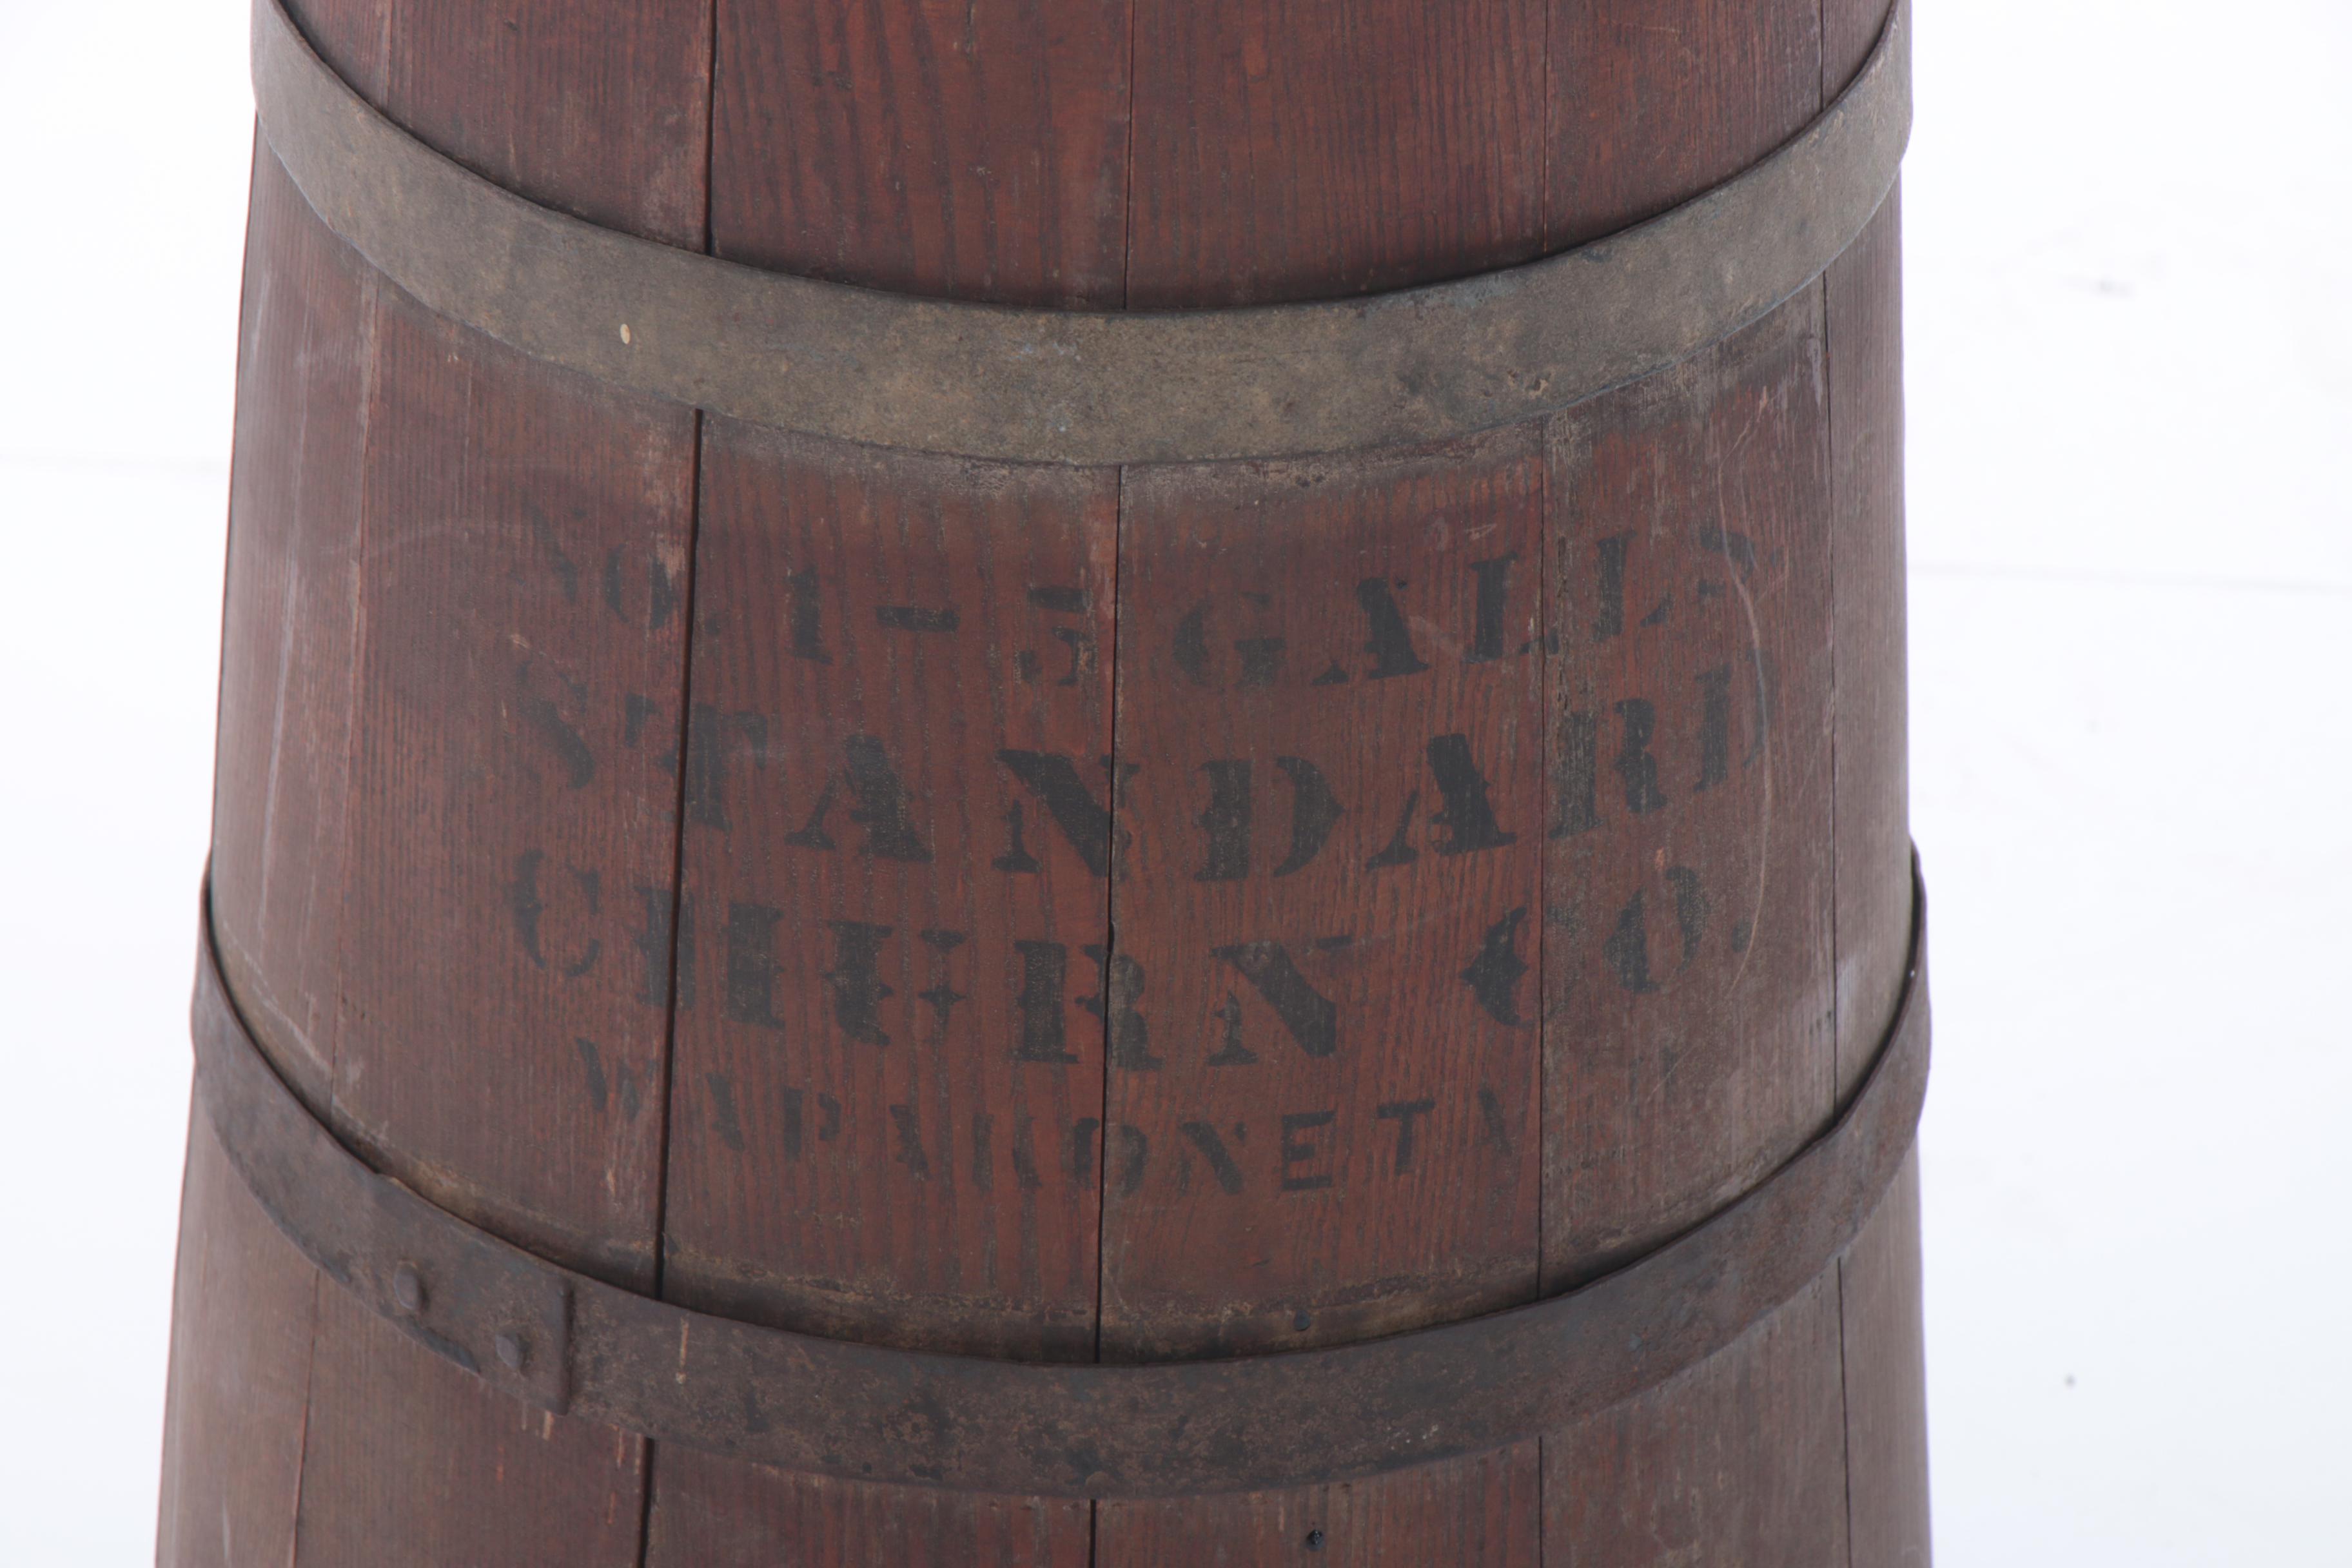 No. 1-5 GALLS
STANDARD
CHURN CO.
WAPAKONETA